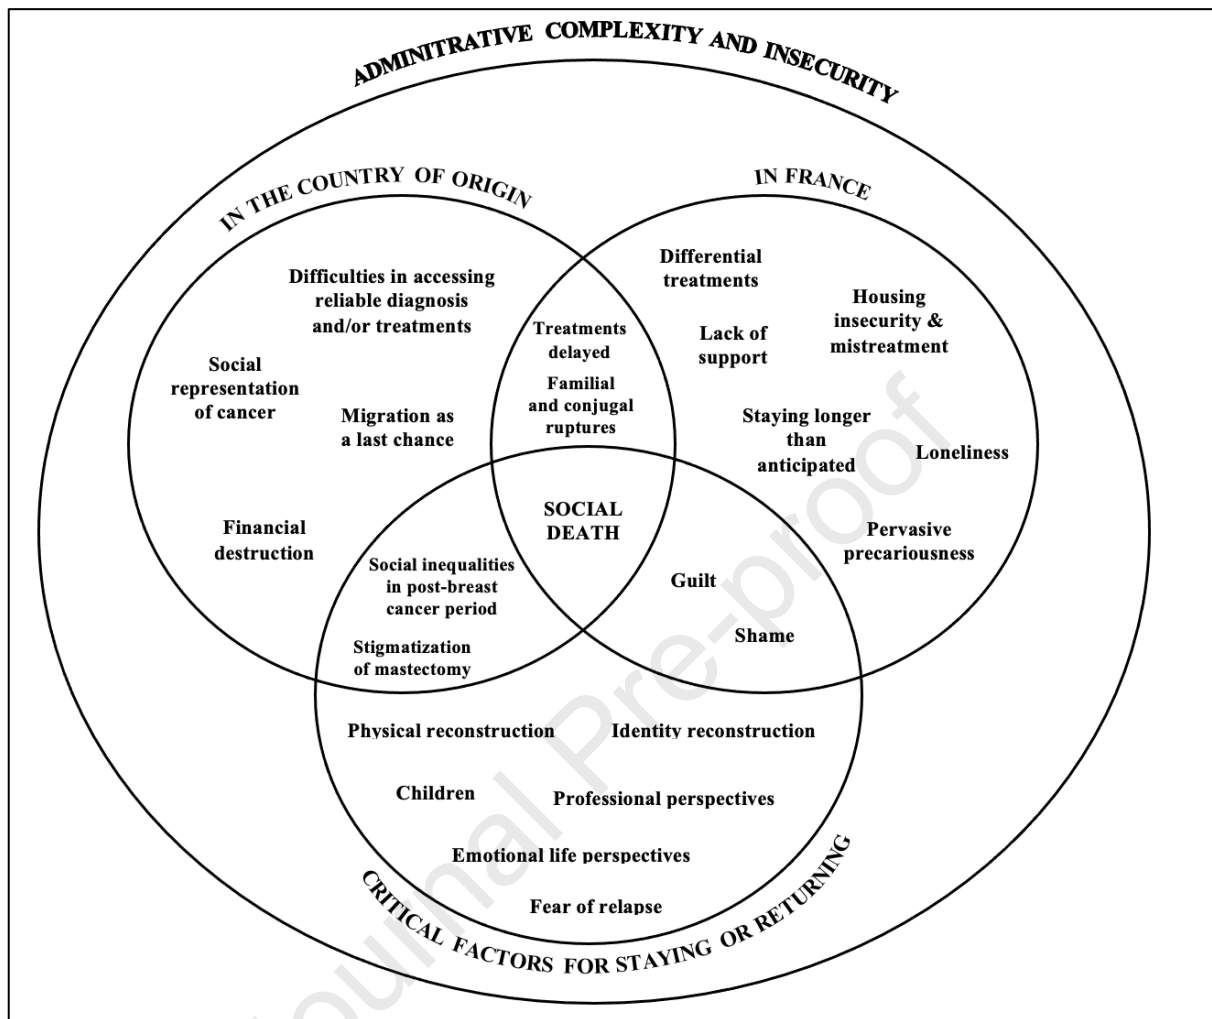 ADMINITRATIVE COMPLEXITY AND INSECURITY
IN THE COUNTRY OF ORIGIN
IN FRANCE
Difficulties in accessing
reliable diagnosis
and/or treatments
Social
representation
of cancer
Migration as
a last chance
Financial
destruction
Treatments
delayed
Familial
and conjugal
ruptures
Differential
treatments
Lack of
support
Housing
insecurity &
mistreatment
Staying longer
than
anticipated
Loneliness
Pervasive
precariousness
SOCIAL
DEATH
Social inequalities
in post-breast
cancer period
Stigmatization
of mastectomy
Guilt
Shame
Physical reconstruction
Identity reconstruction
Children
Professional perspectives
Emotional life perspectives
Fear of relapse
CRITICAL FACTORS FOR STAYING OR RETURNING
Journal Pre-proof